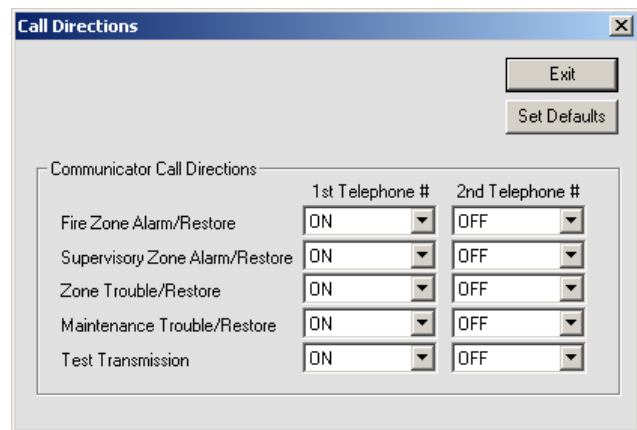 Call Directions
Exit
Set Defaults
Communicator Call Directions
1st Telephone # 2nd Telephone #
Fire Zone Alarm/Restore ON OFF
Supervisory Zone Alarm/Restore ON OFF
Zone Trouble/Restore ON OFF
Maintenance Trouble/Restore ON OFF
Test Transmission ON OFF